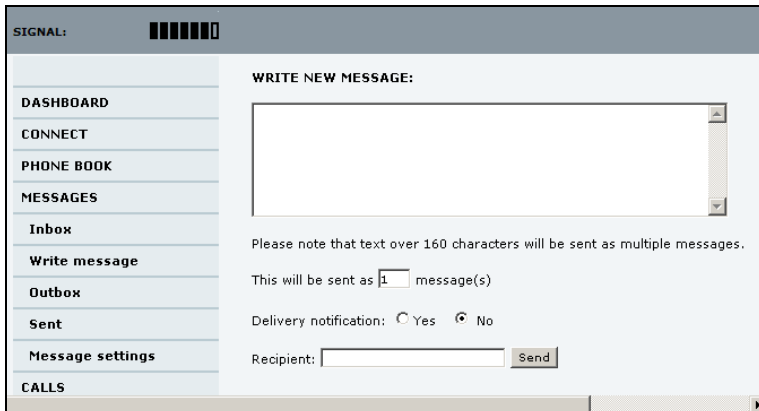 SIGNAL:
WRITE NEW MESSAGE:
DASHBOARD
CONNECT
PHONE BOOK
MESSAGES
Inbox
Write message
Outbox
Sent
Message settings
CALLS
Please note that text over 160 characters will be sent as multiple messages.
This will be sent as 1 message(s)
Delivery notification: Yes No
Recipient: Send